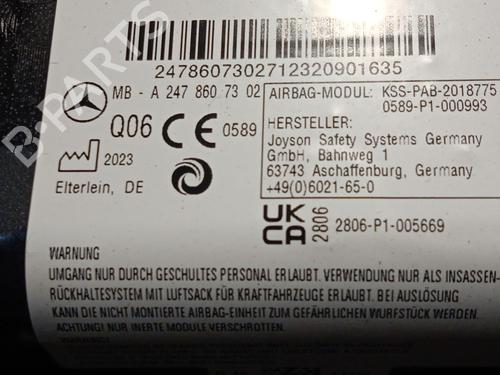 B-PARTS
2478607302712320901635
MB - A 247 860 73 02
AIRBAG-MODUL: KSS-PAB-2018775
0589-P1-000993
Q06 CE 0589
HERSTELLER:
Joyson Safety Systems Germany
GmbH, Bahnweg 1
63743 Aschaffenburg, Germany
+49(0)6021-65-0
2023
Elterlein, DE
UK
CA
2806
2806-P1-005669
WARNUNG:
UMGANG NUR DURCH GESCHULTES PERSONAL ERLAUBT. VERWENDUNG NUR ALS INSASSEN-
RÜCKHALTESYSTEM MIT LUFTSACK FÜR KRAFTFAHRZEUGE ERLAUBT. BEI AUSLÖSUNG
KANN DIE NICHT MONTIERTE AIRBAG-EINHEIT ZUM GEFÄHRLICHEN WURFSTÜCK WERDEN.
ACHTUNG! NUR INERTE MODULE VERSCHROTTEN.